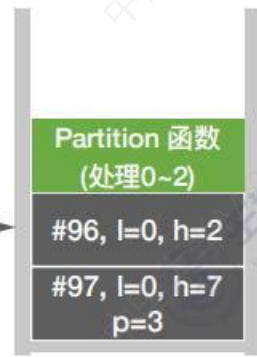 Partition 函数
(处理0~2)
#96, l=0, h=2
#97, l=0, h=7
p=3